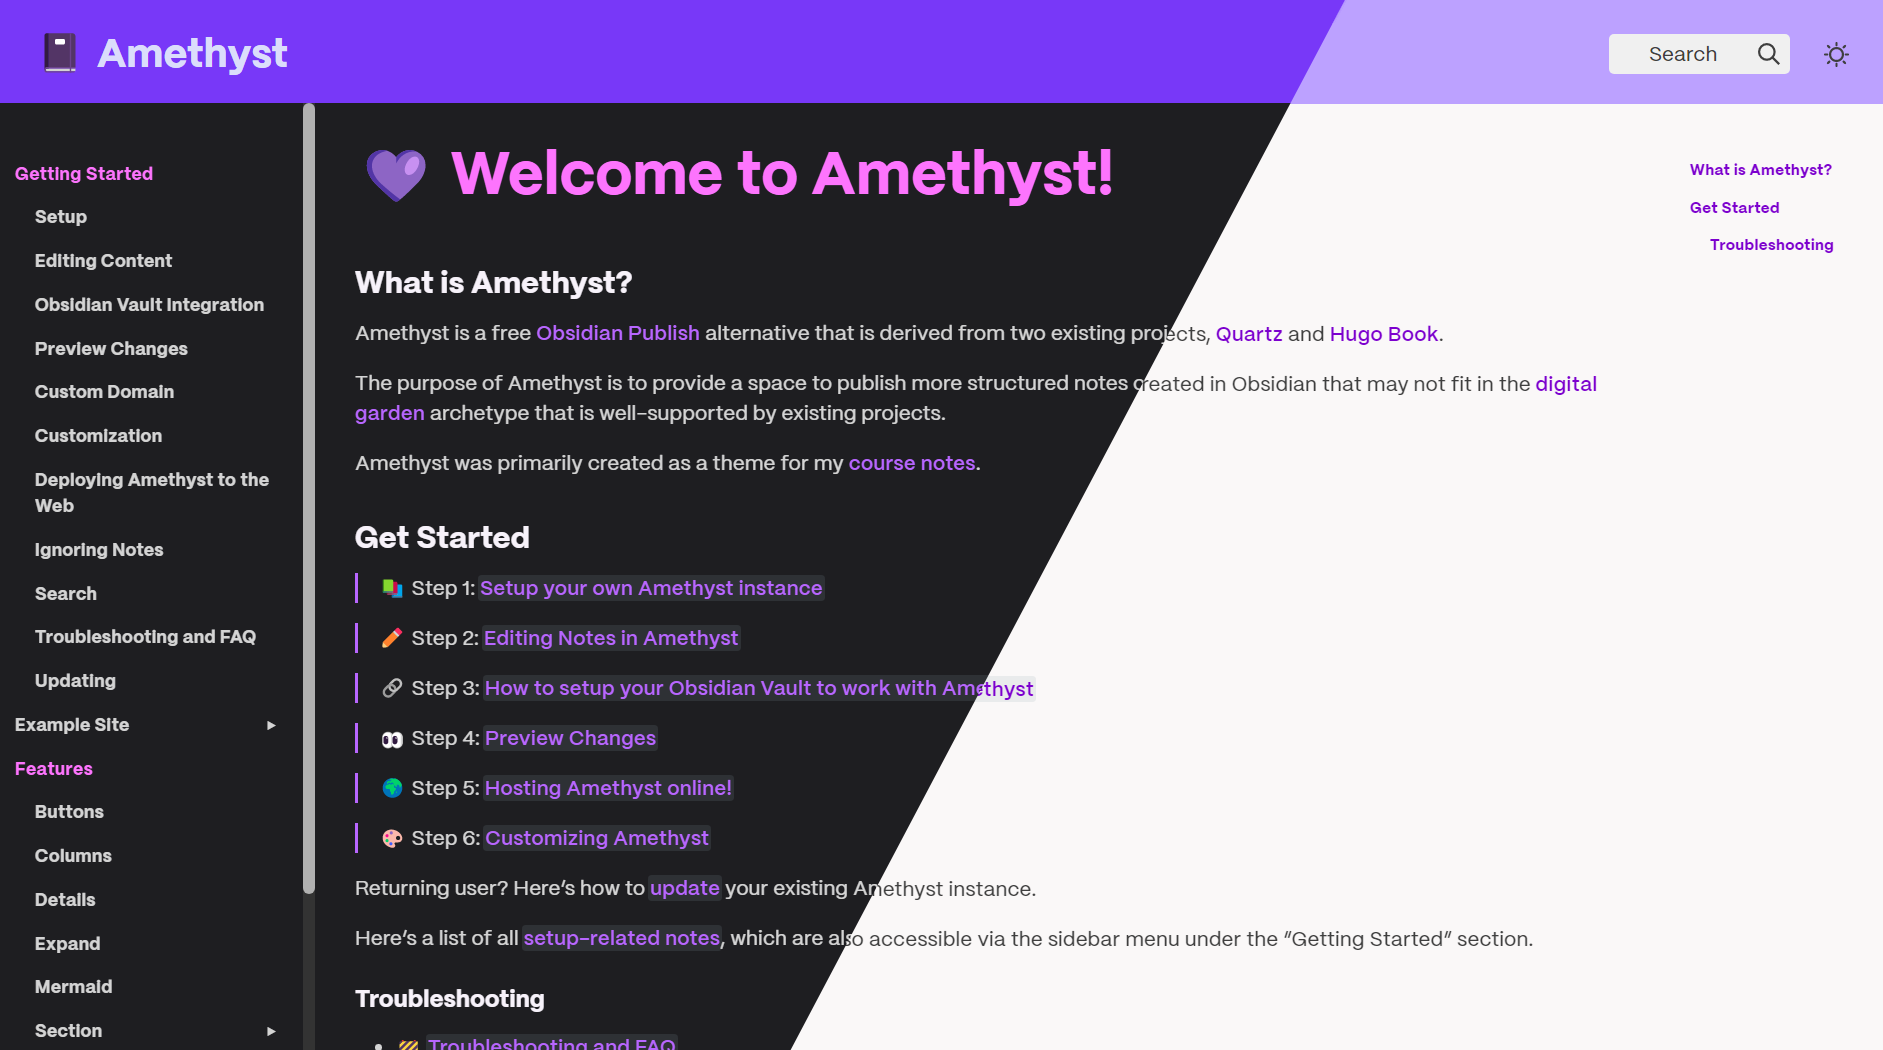 Amethyst
Search
Getting Started
Setup
Editing Content
Obsidian Vault Integration
Preview Changes
Custom Domain
Customization
Deploying Amethyst to the
Web
Ignoring Notes
Search
Troubleshooting and FAQ
Updating
Example Site
Features
Buttons
Columns
Details
Expand
Mermaid
Section
Welcome to Amethyst!
What is Amethyst?
Amethyst is a free Obsidian Publish alternative that is derived from two existing projects, Quartz and Hugo Book.
The purpose of Amethyst is to provide a space to publish more structured notes created in Obsidian that may not fit in the digital
garden archetype that is well-supported by existing projects.
Amethyst was primarily created as a theme for my course notes.
Get Started
Step 1: Setup your own Amethyst instance
Step 2: Editing Notes in Amethyst
Step 3: How to setup your Obsidian Vault to work with Amethyst
Step 4: Preview Changes
Step 5: Hosting Amethyst online!
Step 6: Customizing Amethyst
Returning user? Here’s how to update your existing Amethyst instance.
Here’s a list of all setup-related notes, which are also accessible via the sidebar menu under the “Getting Started” section.
Troubleshooting
Troubleshooting and FAQ
What is Amethyst?
Get Started
Troubleshooting